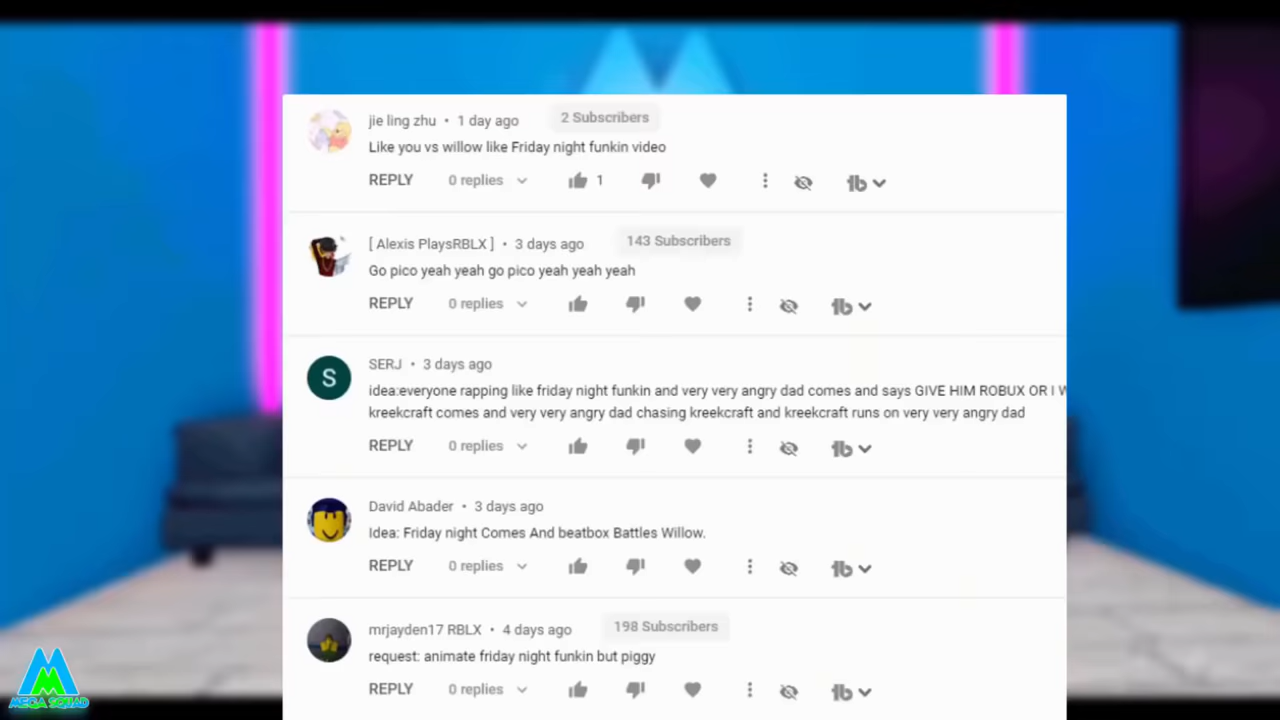 jie ling zhu • 1 day ago 2 Subscribers
Like you vs willow like Friday night funkin video
REPLY 0 replies 1
[ Alexis PlaysRBLX ] • 3 days ago 143 Subscribers
Go pico yeah yeah go pico yeah yeah yeah
REPLY 0 replies
S
SERJ • 3 days ago
idea:everyone rapping like friday night funkin and very very angry dad comes and says GIVE HIM ROBUX OR I W
kreekcraft comes and very very angry dad chasing kreekcraft and kreekcraft runs on very very angry dad
REPLY 0 replies
David Abader • 3 days ago
Idea: Friday night Comes And beatbox Battles Willow.
REPLY 0 replies
mrjayden17 RBLX • 4 days ago 198 Subscribers
request: animate friday night funkin but piggy
REPLY 0 replies
MEGA SQUAD